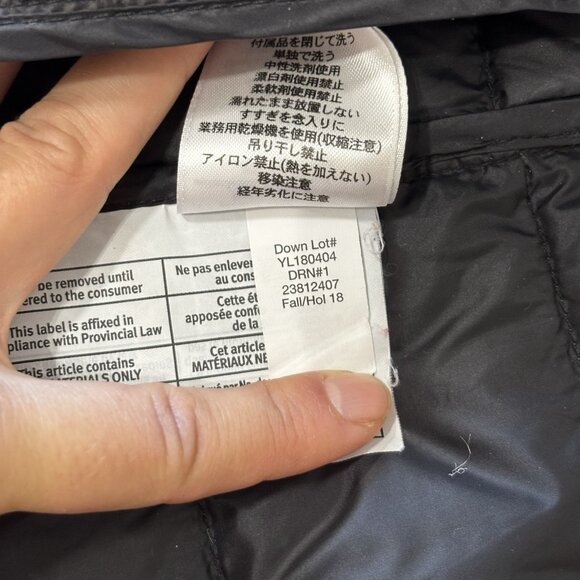 付属品を閉じて洗う
単独で洗う
中性洗剤使用
漂白剤使用禁止
柔軟剤使用禁止
濡れたまま放置しない
すすぎを念入りに
業務用乾燥機を使用(収縮注意)
吊り干し禁止
アイロン禁止(熱を加えない)
移染注意
経年劣化に注意
Down Lot#
YL180404
DRN#1
23812407
Fall/Hol 18
be removed until
ered to the consumer
Ne pas enlever
au cons
This label is affixed in
pliance with Provincial Law
Cette ét
apposée conf
de la
This article contains
MATERIALS ONLY
Cet article
MATÉRIAUX NE